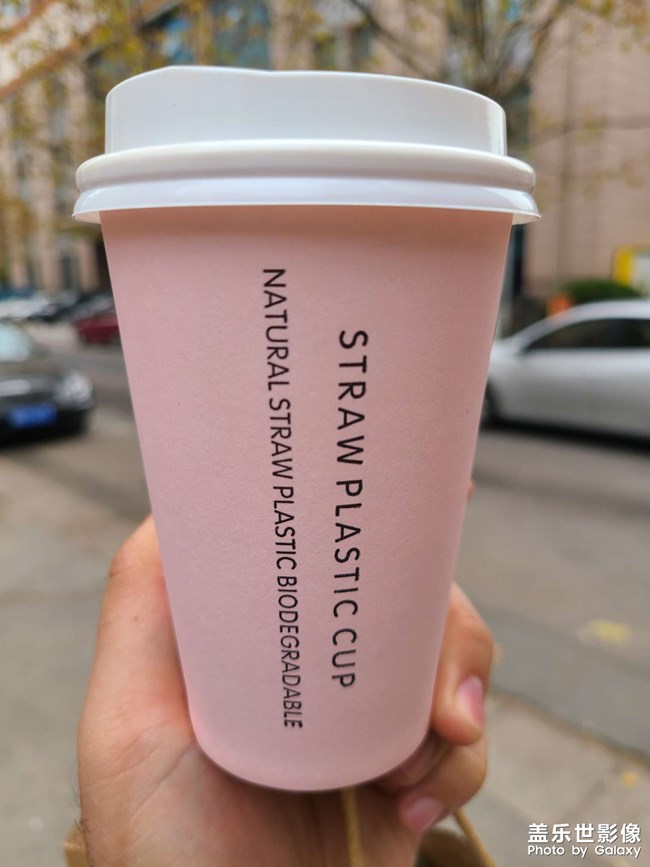 STRAW PLASTIC CUP
NATURAL STRAW PLASTIC BIODEGRADABLE
盖乐世影像
Photo by Galaxy